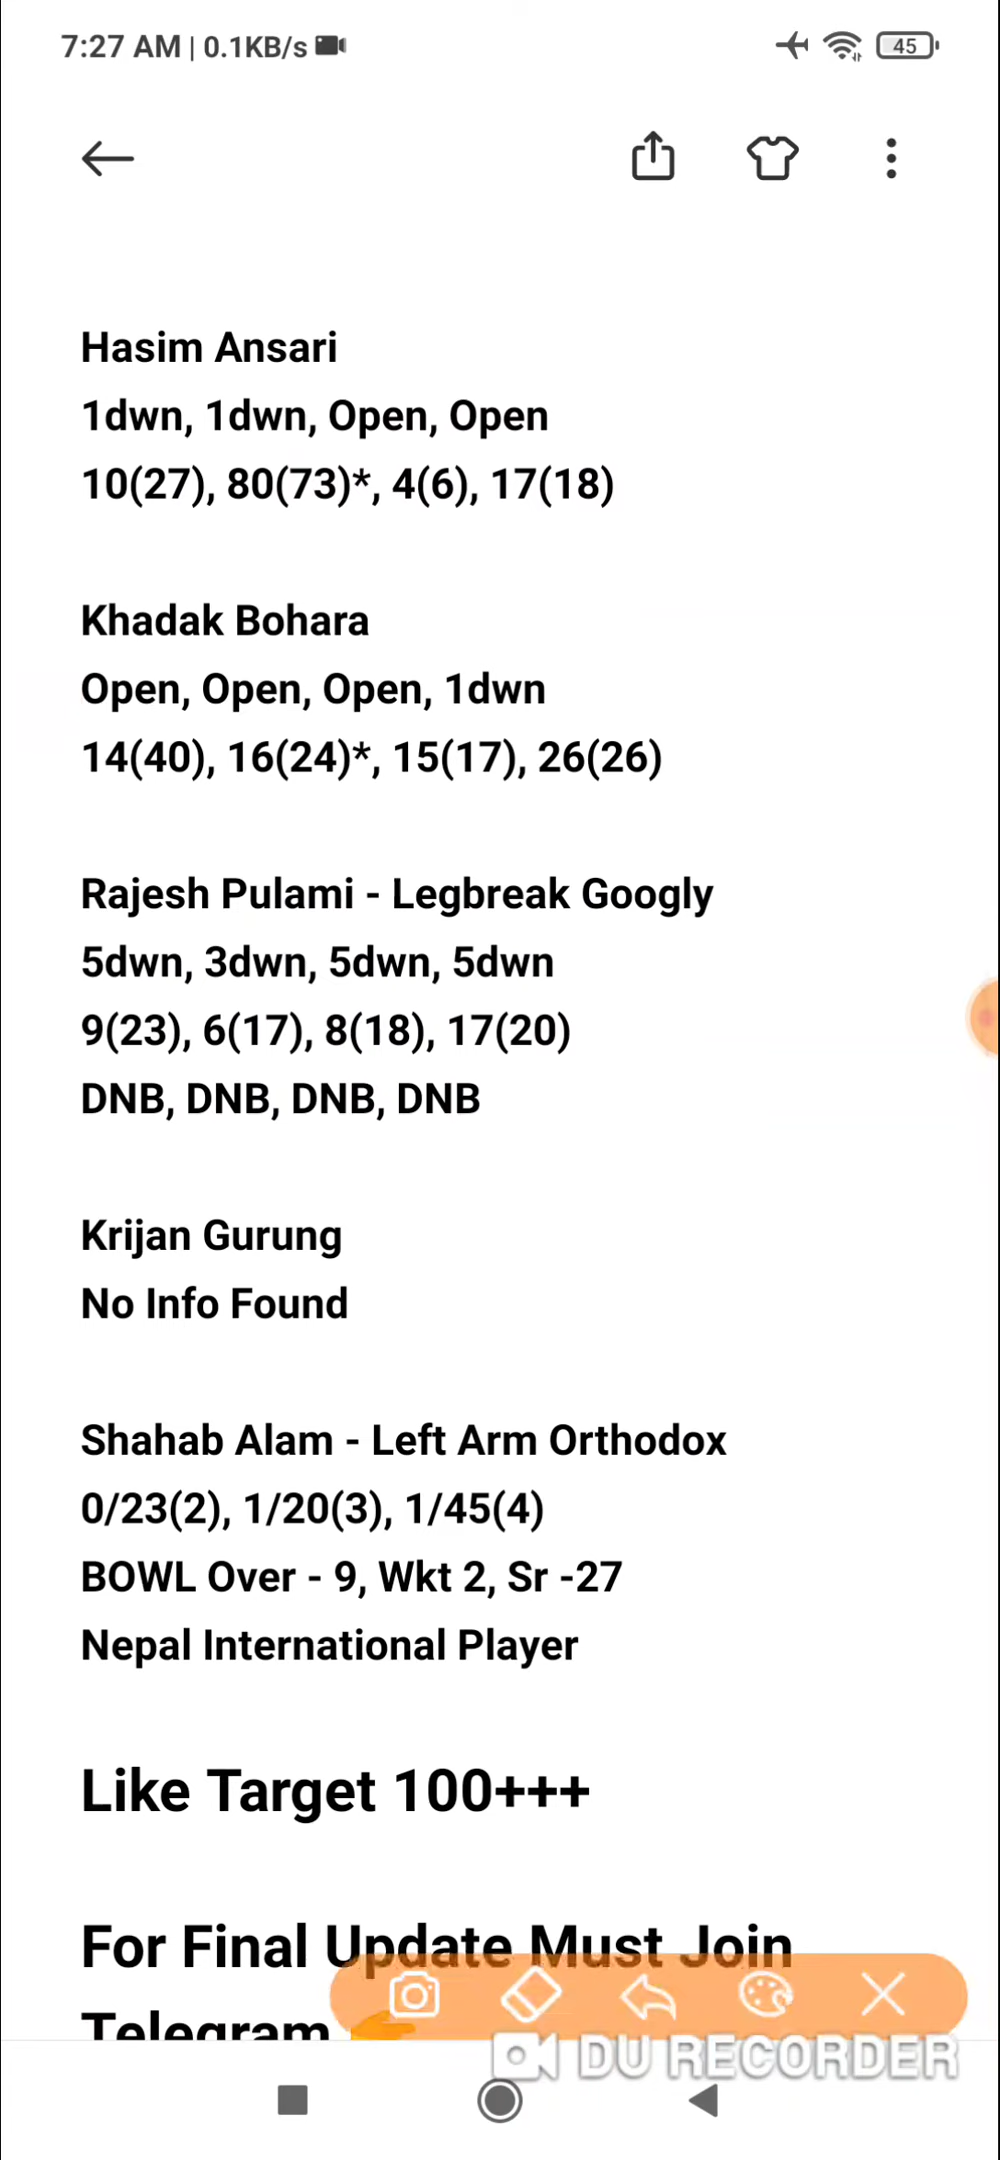 7:27 AM | 0.1KB/s
45
Hasim Ansari
1dwn, 1dwn, Open, Open
10(27), 80(73)*, 4(6), 17(18)
Khadak Bohara
Open, Open, Open, 1dwn
14(40), 16(24)*, 15(17), 26(26)
Rajesh Pulami - Legbreak Googly
5dwn, 3dwn, 5dwn, 5dwn
9(23), 6(17), 8(18), 17(20)
DNB, DNB, DNB, DNB
Krijan Gurung
No Info Found
Shahab Alam - Left Arm Orthodox
0/23(2), 1/20(3), 1/45(4)
BOWL Over - 9, Wkt 2, Sr -27
Nepal International Player
Like Target 100+++
For Final Update Must Join
Telegram
DU RECORDER